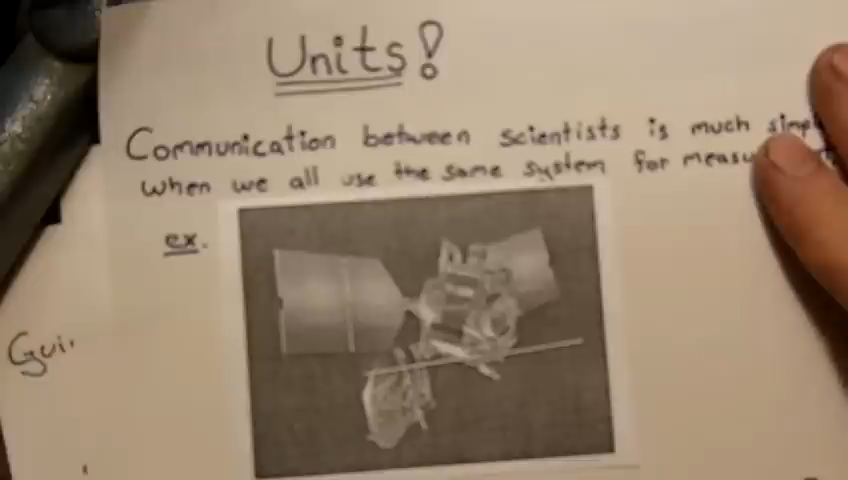 Units!
Communication between scientists is much
when we all use the same system for
ex.